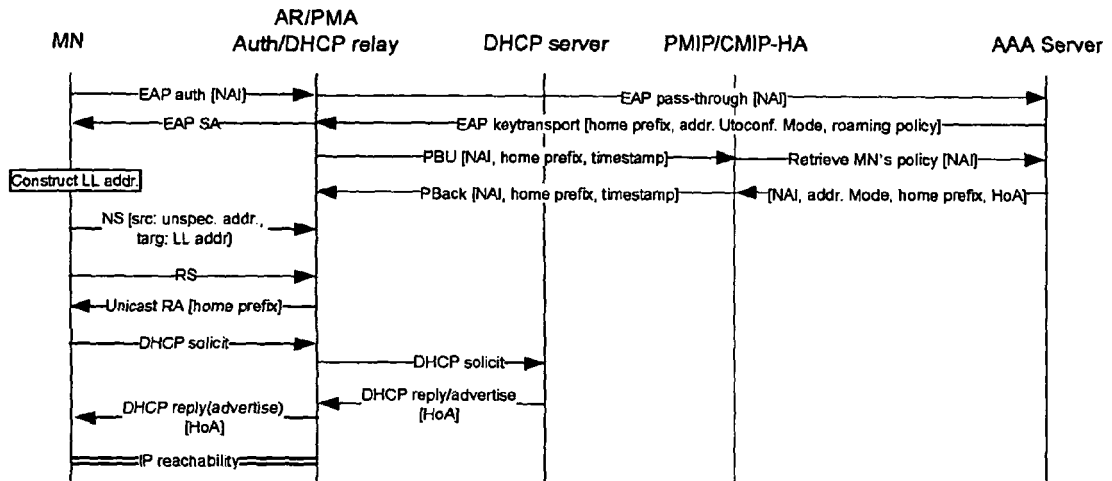 AR/PMA
MN Auth/DHCP relay DHCP server PMIP/CMIP-HA AAA Server
EAP auth [NAI] EAP pass-through [NAI]
EAP SA EAP keytransport [home prefix, addr. Utoconf. Mode, roaming policy]
PBU [NAI, home prefix, timestamp] Retrieve MN's policy [NAI]
Construct LL addr.
PBack [NAI, home prefix, timestamp] [NAI, addr. Mode, home prefix, HoA]
NS [src: unspec. addr.,
targ: LL addr]
RS
Unicast RA [home prefix]
DHCP solicit
DHCP solicit
DHCP reply/advertise
[HoA]
DHCP reply(advertise)
[HoA]
IP reachability